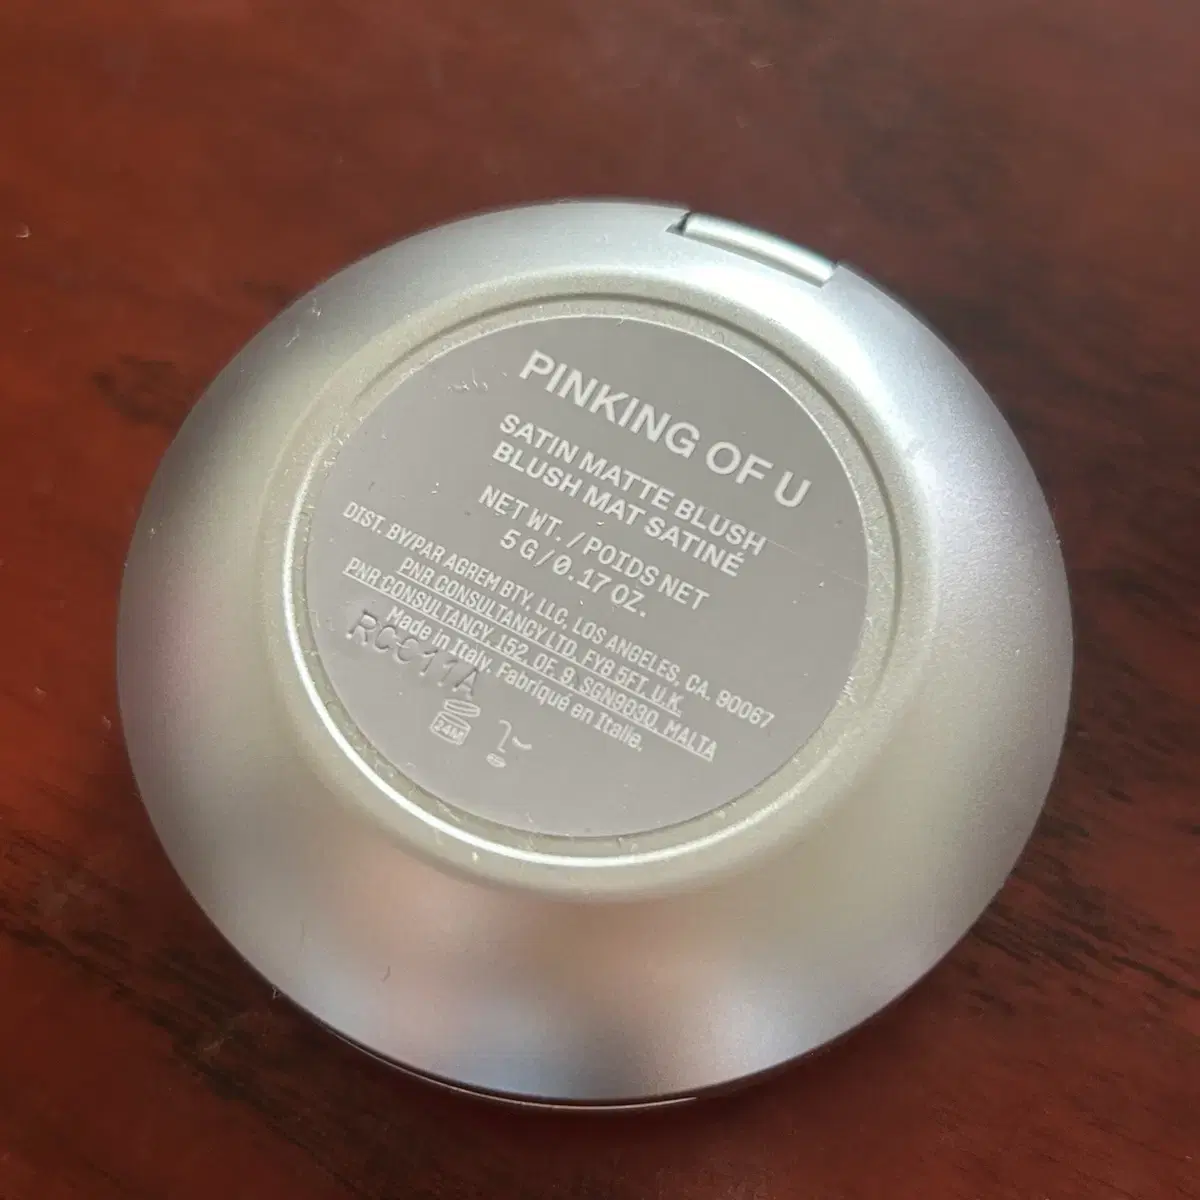 PINKING OF U
SATIN MATTE BLUSH
BLUSH MAT SATINÉ
NET WT. / POIDS NET
5 G / 0.17 OZ.
DIST. BY/PAR AGREM BTY, LLC, LOS ANGELES, CA. 90067
PNR CONSULTANCY LTD. FY8 5FT, U.K.
PNR CONSULTANCY, 152, OF. 9, SGN9030, MALTA
Made in Italy. Fabriqué en Italie.
24M